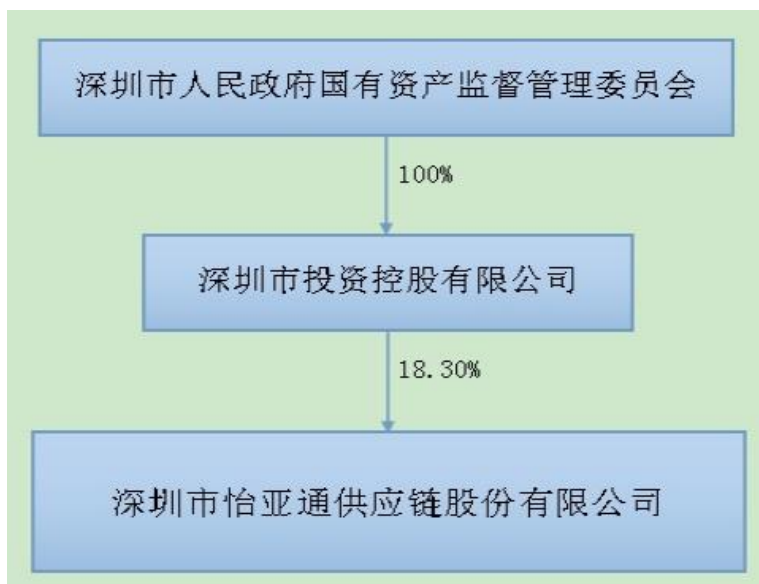 深圳市人民政府国有资产监督管理委员会
100%
深圳市投资控股有限公司
18.30%
深圳市怡亚通供应链股份有限公司